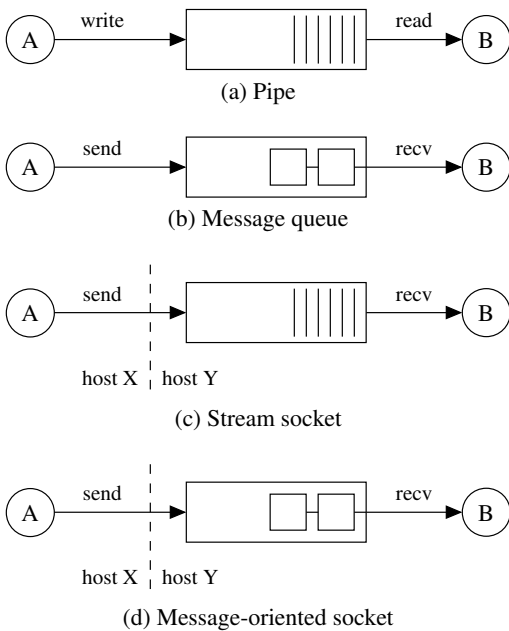 A write read B
(a) Pipe
A send recv B
(b) Message queue
A send recv B
host X host Y
(c) Stream socket
A send recv B
host X host Y
(d) Message-oriented socket